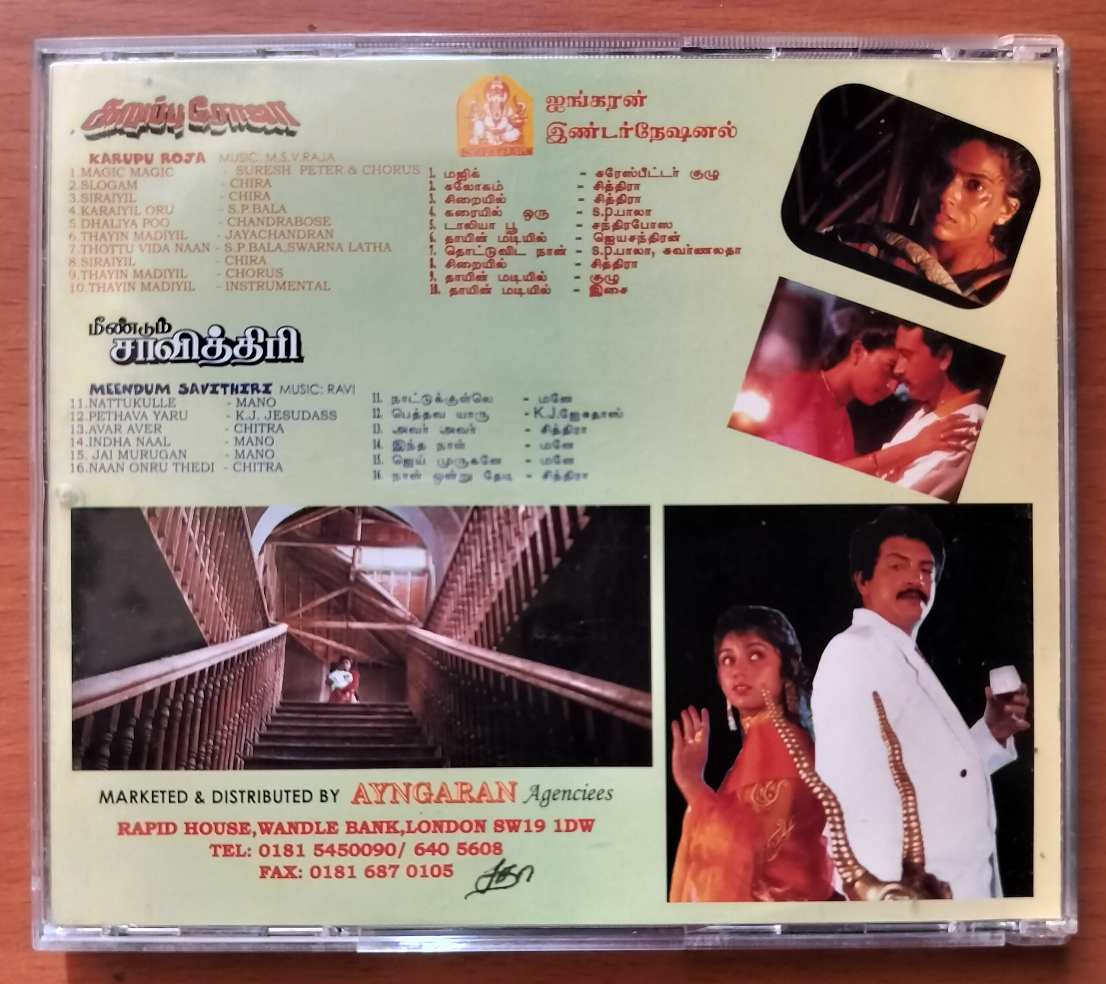 கறுப்பு ரோஜா
ஐங்கரன்
இண்டர்நேஷனல்
KARUPU ROJA MUSIC: M.S.V.RAJA
1.MAGIC MAGIC - SURESH PETER & CHORUS
2.SLOGAM - CHIRA
3.SIRAIYIL - CHIRA
4.KARAIYIL ORU - S.P.BALA
5.DHALIYA POO - CHANDRABOSE
6.THAYIN MADIYIL - JAYACHANDRAN
7.THOTTU VIDA NAAN - S.P.BALA,SWARNA LATHA
8.SIRAIYIL - CHIRA.
9.THAYIN MADIYIL - CHORUS
10.THAYIN MADIYIL - INSTRUMENTAL
1. மஜிக் - சுரேஸ்பீட்டர் குழு
2. சுலோகம் - சித்திரா
3. சிறையில் - சித்திரா
4. கரையில் ஒரு - S.p.பாலா
5. டாலியா பூ - சந்திரபோஸ
6. தாயின் மடியில் - ஜெயசந்திரன்
7. தொட்டுவிட நான் - S.p.பாலா, சுவர்ணலதா
8. சிறையில் - சித்திரா
9. தாயின் மடியில் - குழு
10. தாயின் மடியில் - இசை
மீண்டும்
சாவித்திரி
MEENDUM SAVITHIRI MUSIC: RAVI
11.NATTUKULLE - MANO
12.PETHAVA YARU - K.J. JESUDASS
13.AVAR AVER - CHITRA
14.INDHA NAAL - MANO
15. JAI MURUGAN - MANO
16.NAAN ONRU THEDI - CHITRA
11. நாட்டுக்குள்லெ - மனே
12. பெத்தவ யாரு - K.J.ஜேசுதாஸ்
13. அவர் அவர் - சித்திரா
14. இந்த நாள் - மனே
15. ஜெய் முருகனே - மனே
16. நான் ஒன்று தேடி - சித்திரா
MARKETED & DISTRIBUTED BY AYNGARAN Agenciees
RAPID HOUSE,WANDLE BANK,LONDON SW19 1DW
TEL: 0181 5450090/ 640 5608
FAX: 0181 687 0105